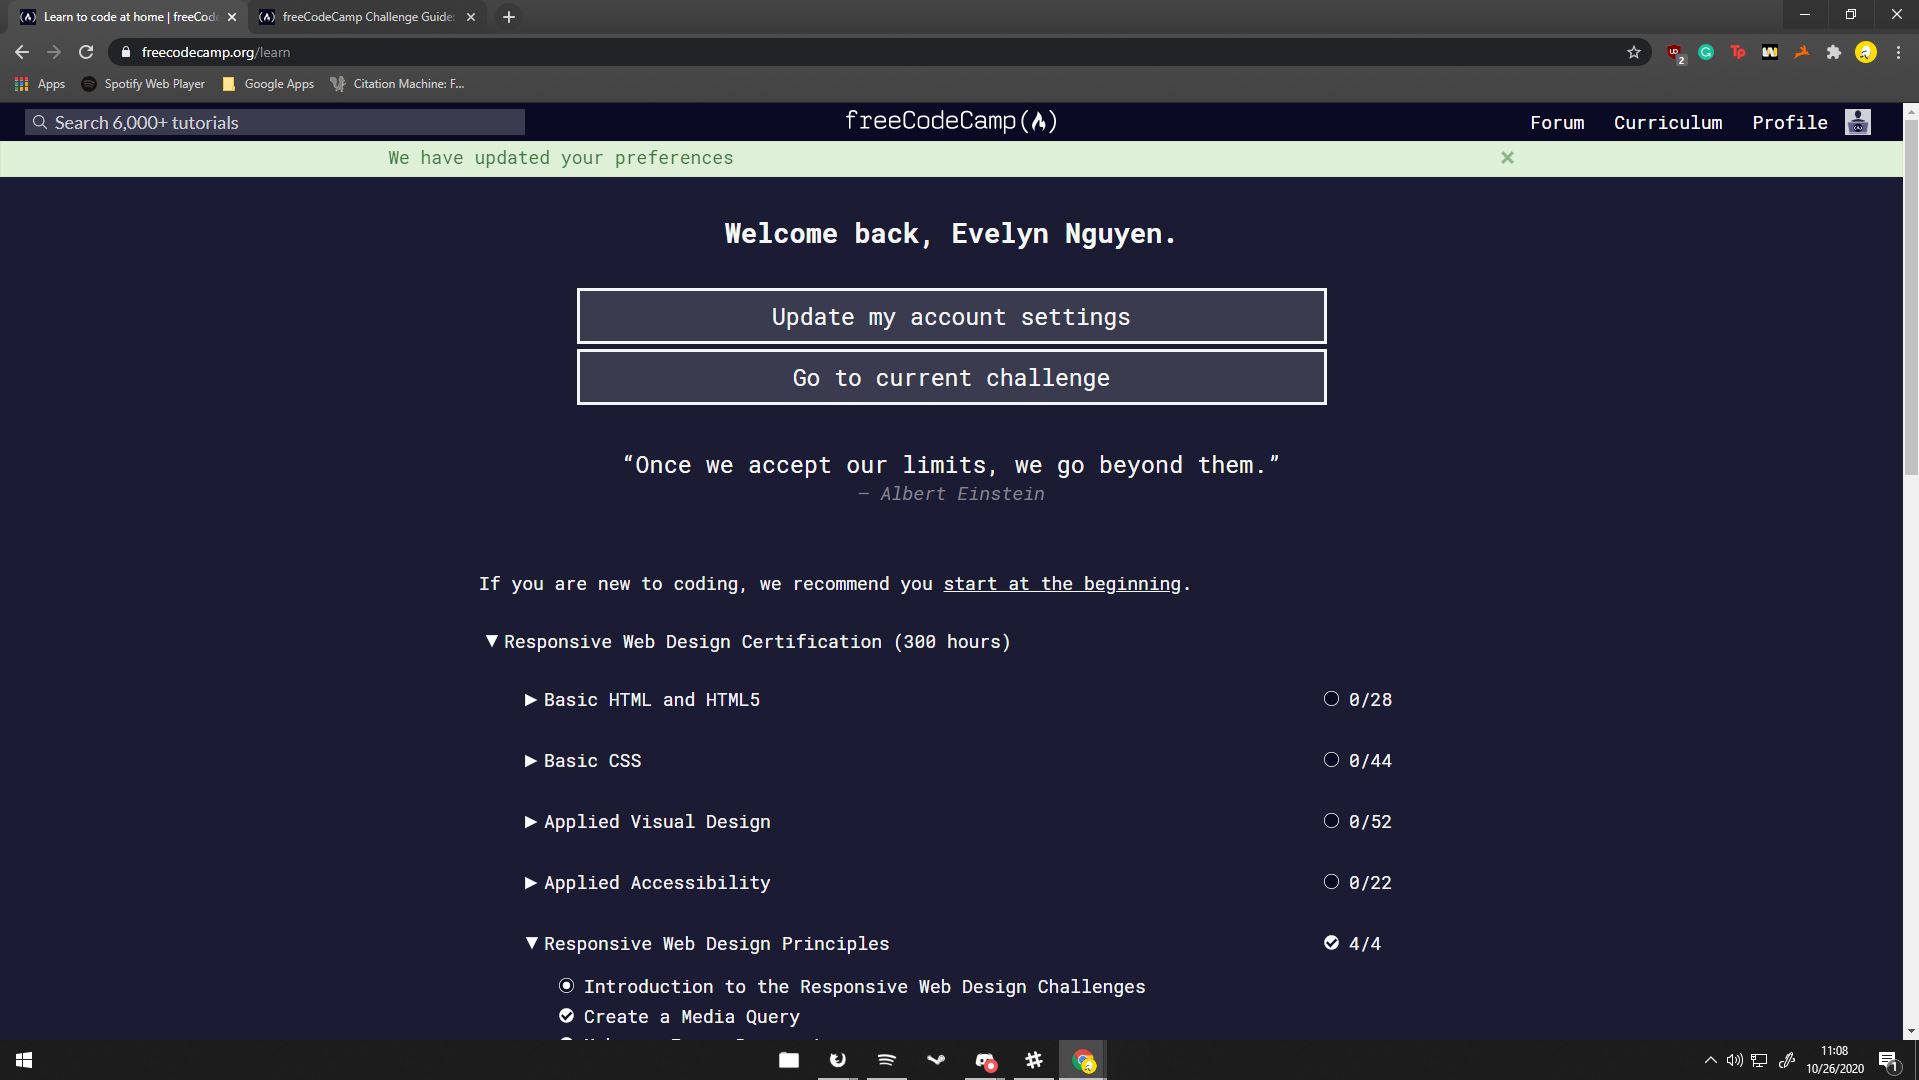 Learn to code at home | freeCod
freeCodeCamp Challenge Guide:
freecodecamp.org/learn
2
Tp
Apps
Spotify Web Player
Google Apps
Citation Machine: F...
Search 6,000+ tutorials
freeCodeCamp
Forum
Curriculum
Profile
We have updated your preferences
Welcome back, Evelyn Nguyen.
Update my account settings
Go to current challenge
“Once we accept our limits, we go beyond them.”
— Albert Einstein
If you are new to coding, we recommend you start at the beginning.
Responsive Web Design Certification (300 hours)
Basic HTML and HTML5 0/28
Basic CSS 0/44
Applied Visual Design 0/52
Applied Accessibility 0/22
Responsive Web Design Principles 4/4
Introduction to the Responsive Web Design Challenges
Create a Media Query
11:08
10/26/2020
1